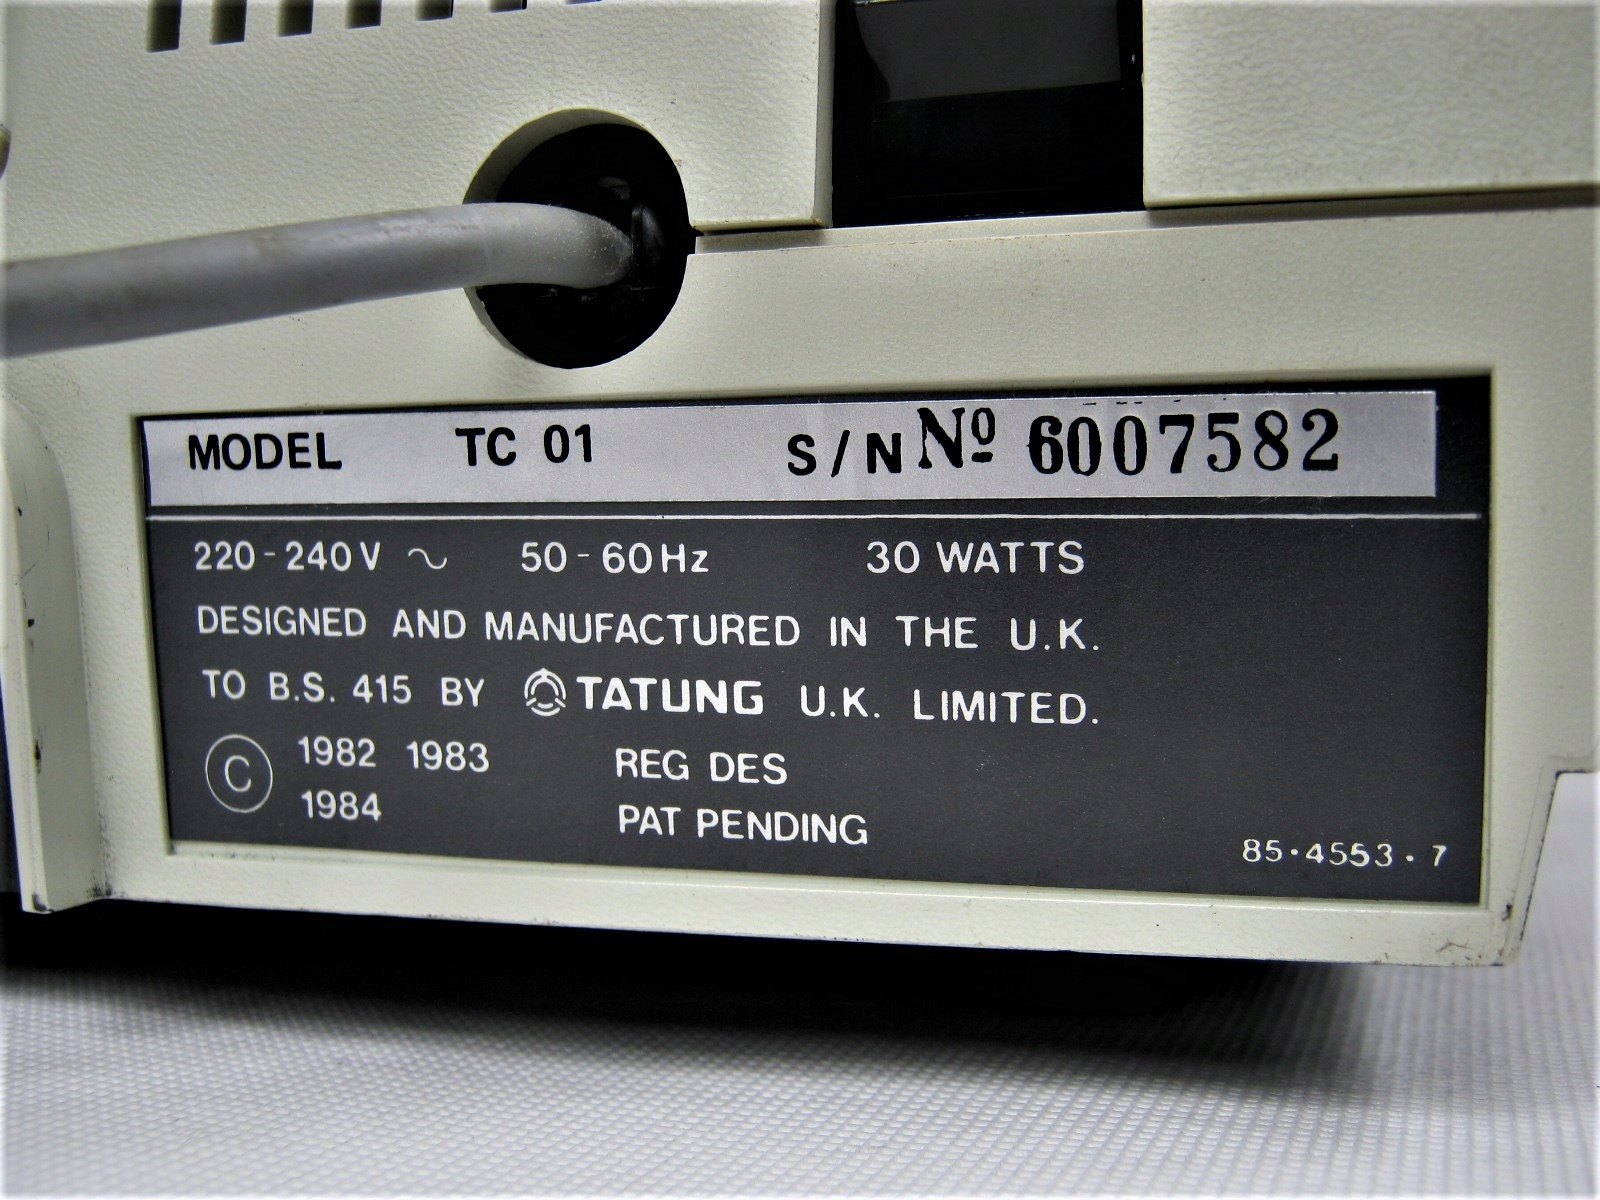 MODEL TC 01 S/N Nº 6007582
220-240V ~ 50-60Hz 30 WATTS
DESIGNED AND MANUFACTURED IN THE U.K.
TO B.S. 415 BY TATUNG U.K. LIMITED.
© 1982 1983 REG DES
1984 PAT PENDING
85·4553·7